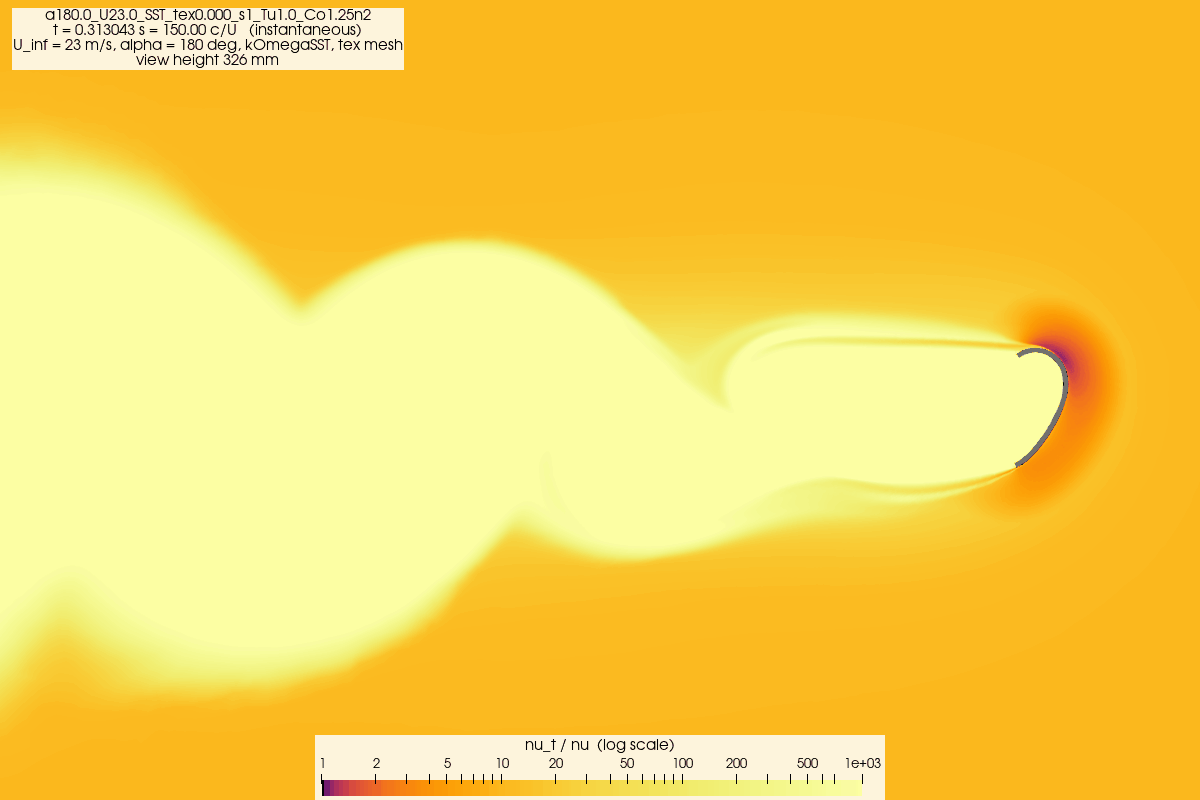 a180.0_U23.0_SST_tex0.000_s1_Tu1.0_Co1.25n2
t = 0.313043 s = 150.00 c/U (instantaneous)
U_inf = 23 m/s, alpha = 180 deg, kOmegaSST, tex mesh
view height 326 mm
nu_t / nu (log scale)
1 2 5 10 20 50 100 200 500 1e+03